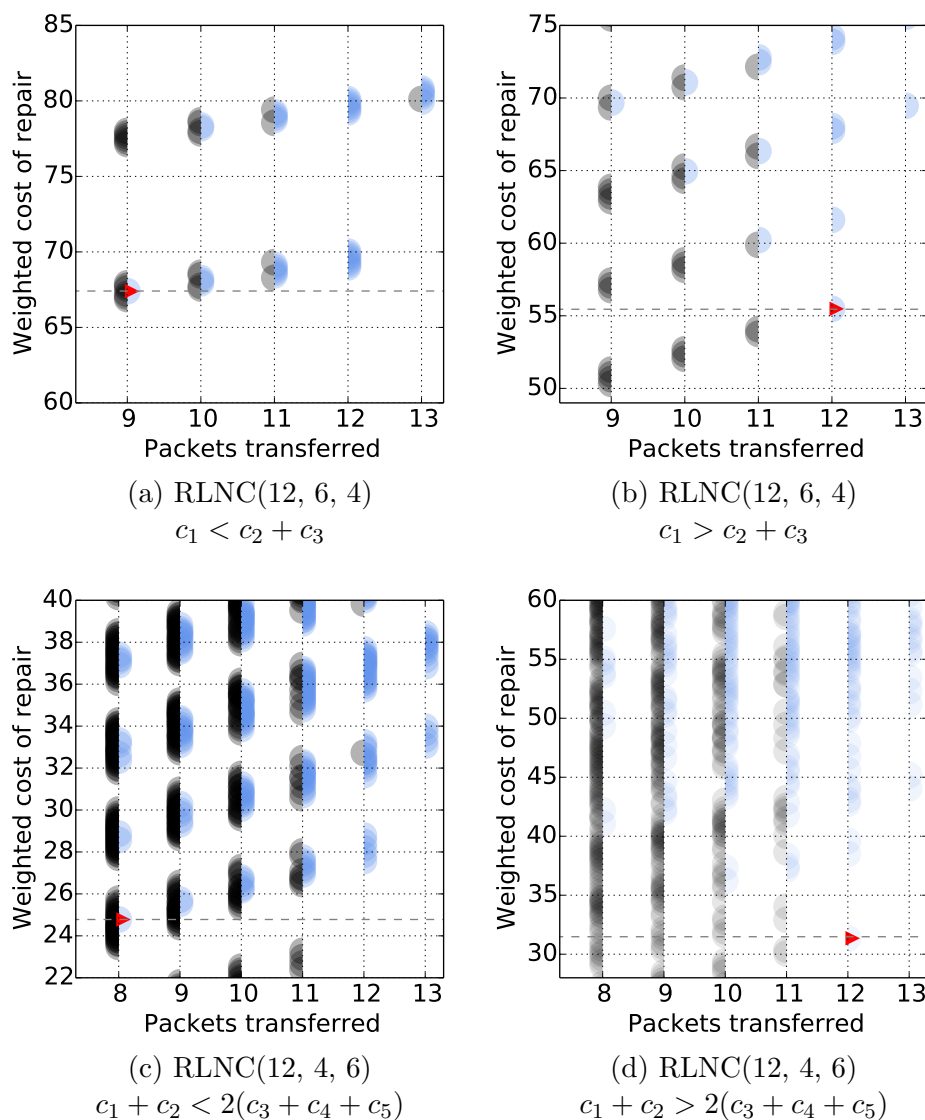 85
80
75
70
65
60
Weighted cost of repair
9 10 11 12 13
Packets transferred
(a) RLNC(12, 6, 4)
c₁ < c₂ + c₃
75
70
65
60
55
50
Weighted cost of repair
9 10 11 12 13
Packets transferred
(b) RLNC(12, 6, 4)
c₁ > c₂ + c₃
40
38
36
34
32
30
28
26
24
22
Weighted cost of repair
8 9 10 11 12 13
Packets transferred
(c) RLNC(12, 4, 6)
c₁ + c₂ < 2(c₃ + c₄ + c₅)
60
55
50
45
40
35
30
Weighted cost of repair
8 9 10 11 12 13
Packets transferred
(d) RLNC(12, 4, 6)
c₁ + c₂ > 2(c₃ + c₄ + c₅)